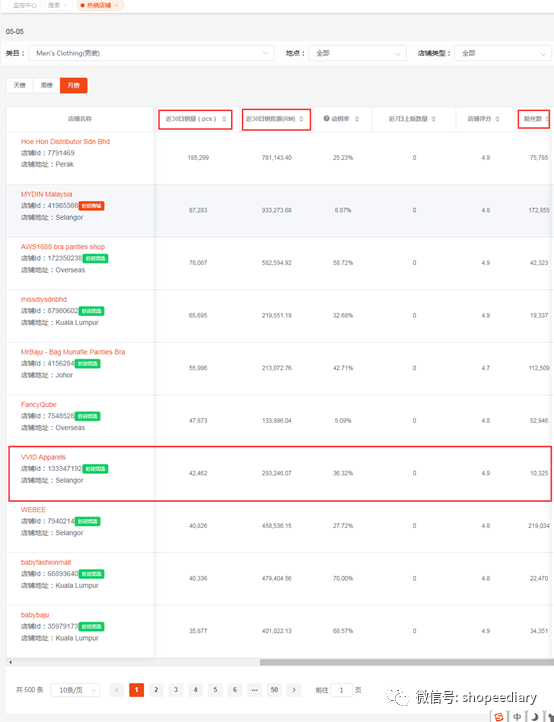 监控中心 搜索 热销店铺
05-05
类目： Men's Clothing(男装) 地点： 全部 店铺类型： 全部
天榜 周榜 月榜
店铺名称 近30日销量（pcs） 近30日销售额(RM) 动销率 近7日上新数量 店铺评分 粉丝数
Hoe Hon Distributor Sdn Bhd
店铺Id：7791469
店铺地址：Perak
185,299 781,143.40 25.23% 0 4.9 75,785
MYDIN Malaysia
店铺Id：41985388 虾皮商城
店铺地址：Selangor
87,283 933,273.68 8.87% 0 4.8 172,855
AWS1688 bra panties shop
店铺Id：172350238 虾皮优选
店铺地址：Overseas
78,087 582,594.92 58.72% 0 4.9 42,323
missdiysdnbhd
店铺Id：87980602 虾皮优选
店铺地址：Kuala Lumpur
65,695 219,551.19 32.68% 0 4.9 19,337
MrBaju - Bag Munafie Panties Bra
店铺Id：4156284 虾皮优选
店铺地址：Johor
55,986 213,072.76 42.71% 0 4.7 112,509
FancyQube
店铺Id：7548528 虾皮优选
店铺地址：Overseas
47,873 133,896.04 5.09% 0 4.8 52,946
VVID Apparels
店铺Id：133347192 虾皮优选
店铺地址：Selangor
42,462 293,246.07 36.32% 0 4.9 10,325
WEBEE
店铺Id：7940214 虾皮优选
店铺地址：Selangor
40,826 458,536.15 27.72% 0 4.8 219,034
babyfashionmall
店铺Id：68893640 虾皮优选
店铺地址：Kuala Lumpur
40,336 479,404.56 70.00% 0 4.8 22,470
babybaju
店铺Id：35979173 虾皮优选
店铺地址：Kuala Lumpur
35,877 401,022.13 68.57% 0 4.9 34,351
共 500 条 10条/页 1 2 3 4 5 6 ··· 50 前往 1 页
微信号: shopeediary
中